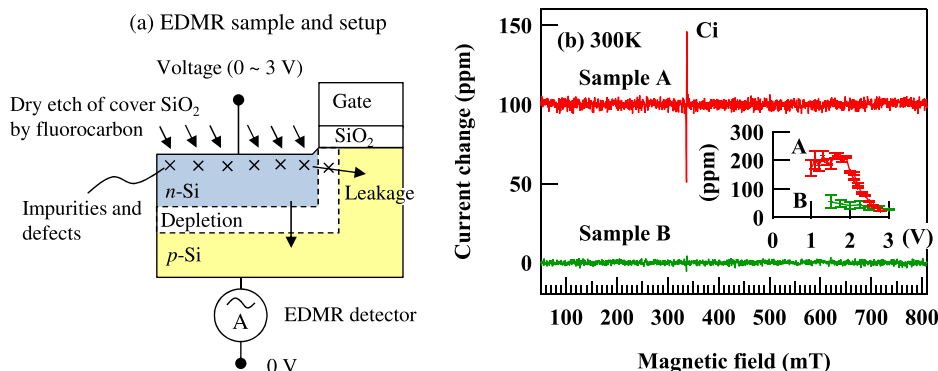 (a) EDMR sample and setup
Voltage (0 ~ 3 V)
Dry etch of cover SiO2
by fluorocarbon
Gate
SiO2
n-Si
Leakage
Impurities and
defects
Depletion
p-Si
A
EDMR detector
0 V
(b) 300K
Ci
Sample A
Sample B
Current change (ppm)
150
100
50
0
100 200 300 400 500 600 700 800
Magnetic field (mT)
A
B
(ppm)
300
200
100
0
0 1 2 3 (V)